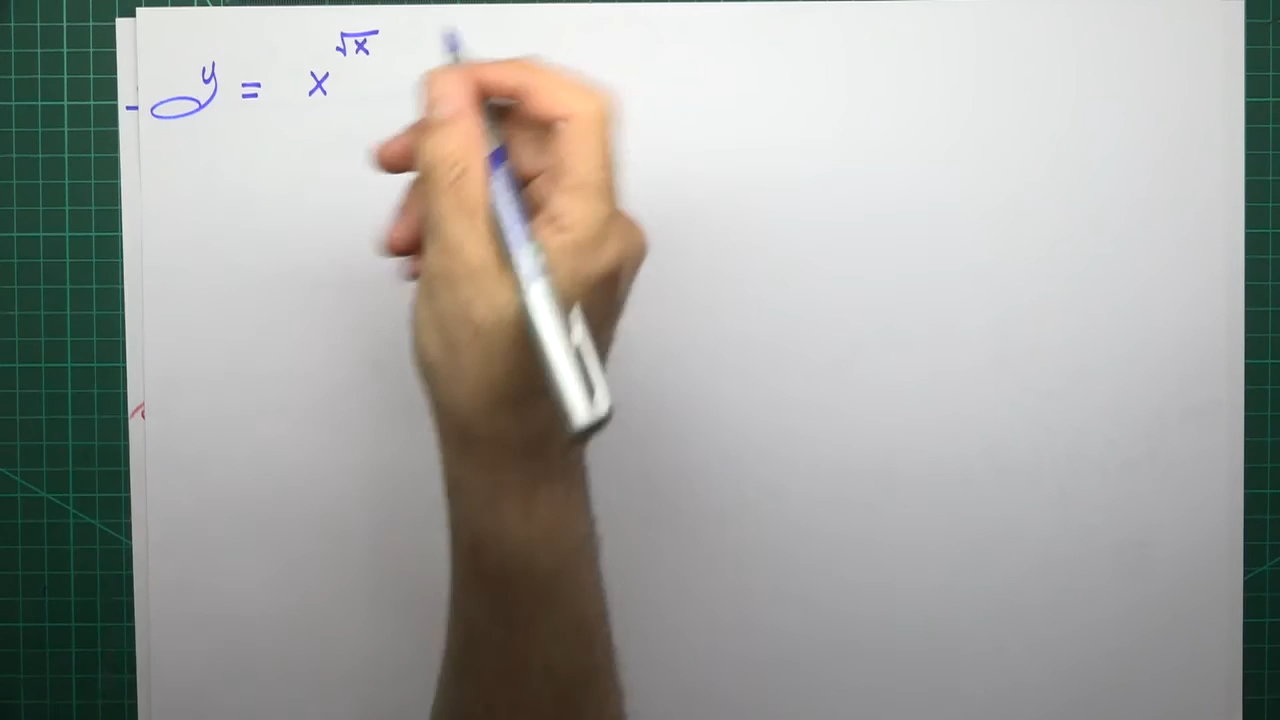 y = x^√x